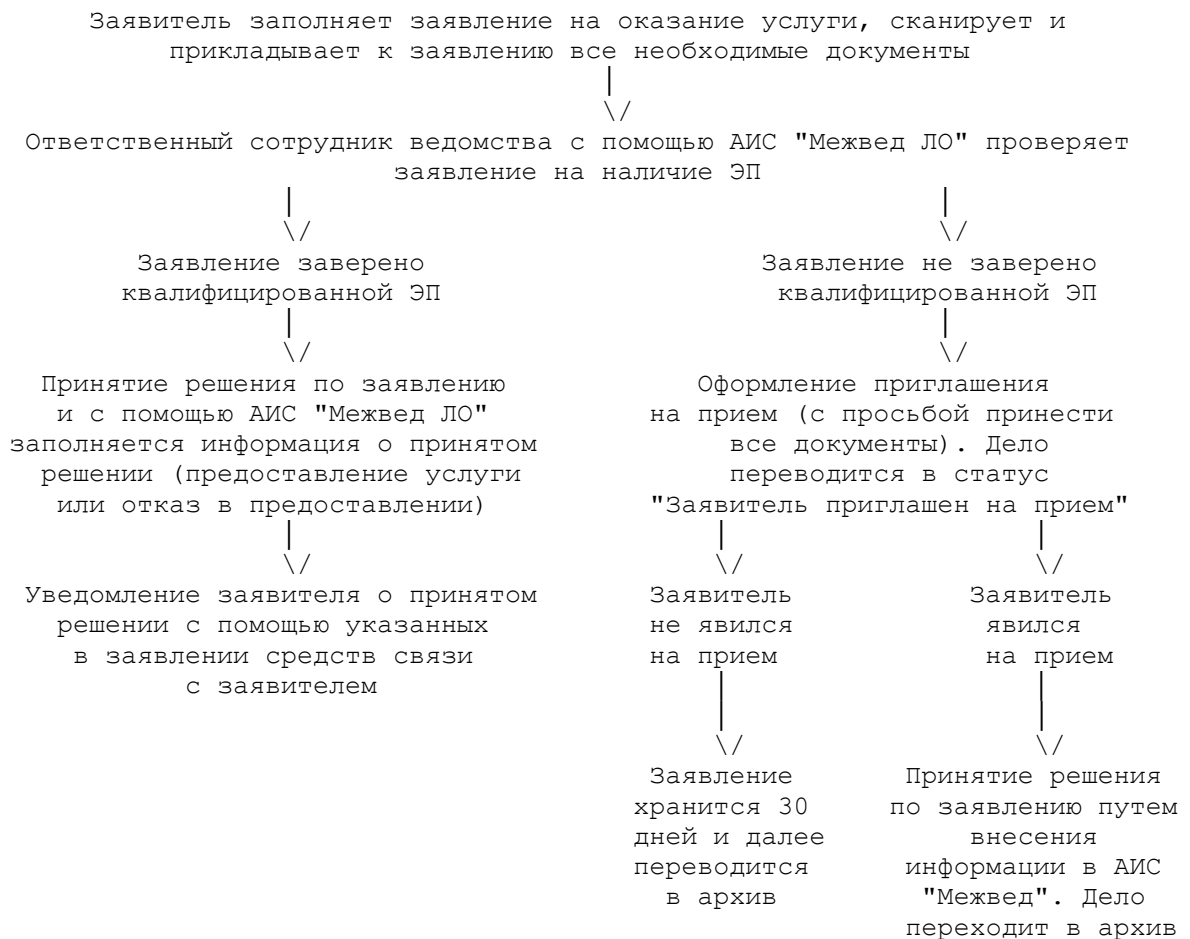 Заявитель заполняет заявление на оказание услуги, сканирует и
прикладывает к заявлению все необходимые документы
Ответственный сотрудник ведомства с помощью АИС "Межвед ЛО" проверяет
заявление на наличие ЭП
Заявление заверено
квалифицированной ЭП
Принятие решения по заявлению
и с помощью АИС "Межвед ЛО"
заполняется информация о принятом
решении (предоставление услуги
или отказ в предоставлении)
Уведомление заявителя о принятом
решении с помощью указанных
в заявлении средств связи
с заявителем
Заявление не заверено
квалифицированной ЭП
Оформление приглашения
на прием (с просьбой принести
все документы). Дело
переводится в статус
"Заявитель приглашен на прием"
Заявитель
не явился
на прием
Заявление
хранится 30
дней и далее
переводится
в архив
Заявитель
явился
на прием
Принятие решения
по заявлению путем
внесения
информации в АИС
"Межвед". Дело
переходит в архив